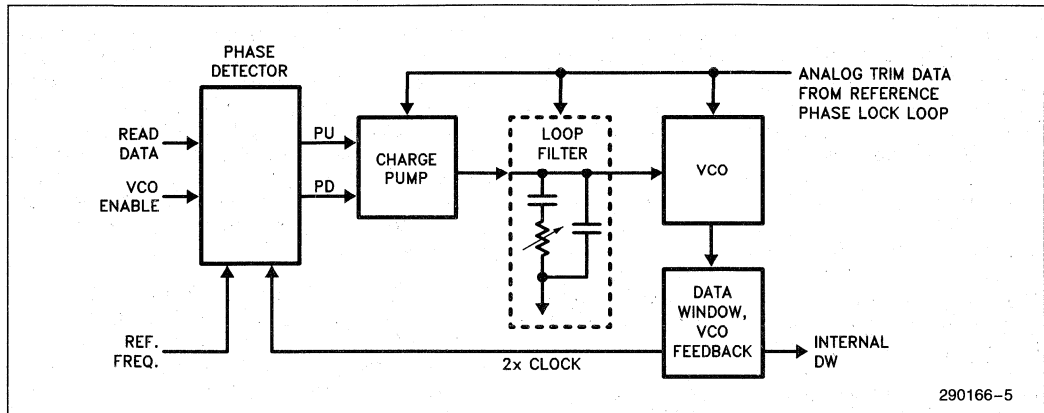 PHASE
DETECTOR
ANALOG TRIM DATA
FROM REFERENCE
PHASE LOCK LOOP
READ
DATA
VCO
ENABLE
PU
PD
CHARGE
PUMP
LOOP
FILTER
VCO
DATA
WINDOW,
VCO
FEEDBACK
REF.
FREQ.
2x CLOCK
INTERNAL
DW
290166-5